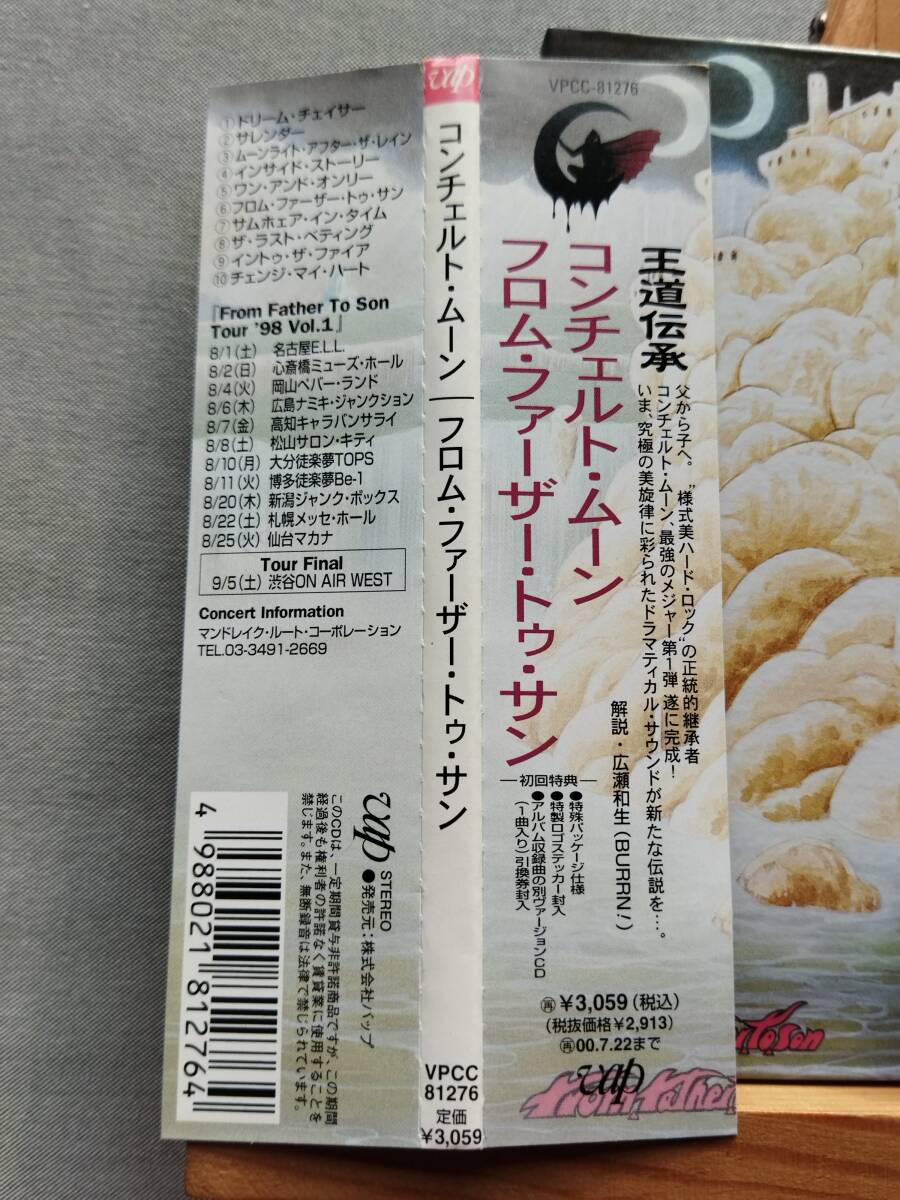 ①ドリーム・チェイサー
②サレンダー
③ムーンライト・アフター・ザ・レイン
④インサイド・ストーリー
⑤ワン・アンド・オンリー
⑥フロム・ファーザー・トゥ・サン
⑦サムホェア・イン・タイム
⑧ザ・ラスト・ベティング
⑨イントゥ・ザ・ファイア
⑩チェンジ・マイ・ハート
『From Father To Son
Tour '98 Vol.1』
8/1(土) 名古屋E.L.L.
8/2(日) 心斎橋ミューズ・ホール
8/4(火) 岡山ペパー・ランド
8/6(木) 広島ナミキ・ジャンクション
8/7(金) 高知キャラバンサライ
8/8(土) 松山サロン・キティ
8/10(月) 大分徒楽夢TOPS
8/11(火) 博多徒楽夢Be-1
8/20(木) 新潟ジャンク・ボックス
8/22(土) 札幌メッセ・ホール
8/25(火) 仙台マカナ
Tour Final
9/5(土) 渋谷ON AIR WEST
Concert Information
マンドレイク・ルート・コーポレーション
TEL.03-3491-2669
vap
STEREO
●発売元:株式会社バップ
このCDは、一定期間貸与非許諾商品ですが、この期間
経過後も権利者の許諾なく賃貸業に使用することを
禁じます。また、無断録音は法律で禁じられています。
4 988021 812764
vap
コンチェルト・ムーン|フロム・ファーザー・トゥ・サン
VPCC
81276
定価
¥3,059
VPCC-81276
王道伝承
父から子へ。"様式美ハード・ロック"の正統的継承者
コンチェルト・ムーン、最強のメジャー第1弾 遂に完成!
いま、究極の美旋律に彩られたドラマティカル・サウンドが新たな伝説を…。
解説・広瀬和生(BURRN!)
コンチェルト・ムーン
フロム・ファーザー・トゥ・サン
初回特典
●特殊パッケージ仕様
●特製ロゴステッカー封入
●アルバム収録曲の別ヴァージョンCD
(1曲入り)引換券封入
再¥3,059(税込)
(税抜価格¥2,913)
再00.7.22まで
vap
From Father
To Son